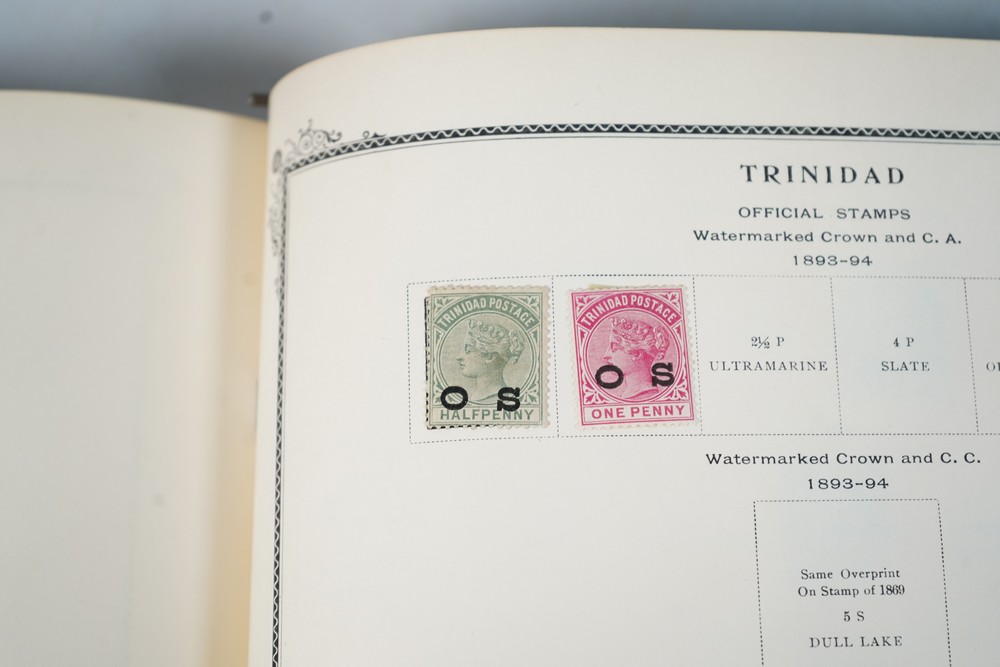 TRINIDAD
OFFICIAL STAMPS
Watermarked Crown and C. A.
1893-94
TRINIDAD POSTAGE
O S
HALFPENNY
TRINIDAD POSTAGE
O S
ONE PENNY
2½ P
ULTRAMARINE
4 P
SLATE
Watermarked Crown and C. C.
1893-94
Same Overprint
On Stamp of 1869
5 S
DULL LAKE